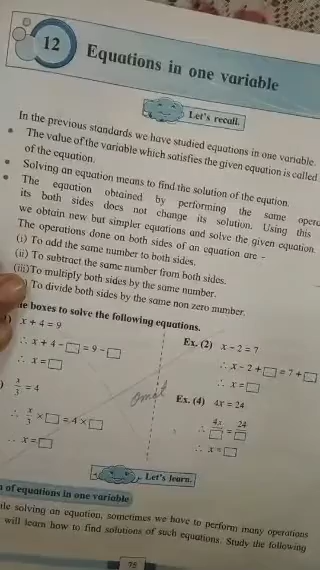 12
Equations in one variable
Let's recall.
In the previous standards we have studied equations in one variable.
• The value of the variable which satisfies the given equation is called
of the equation.
• Solving an equation means to find the solution of the eqution.
• The equation obtained by performing the same
its both sides does not change its solution. Using this
we obtain new but simpler equations and solve the given equation.
The operations done on both sides of an equation are -
(i) To add the same number to both sides.
(ii) To subtract the same number from both sides.
(iii) To multiply both sides by the same number.
To divide both sides by the same non zero number.
boxes to solve the following equations.
x + 4 = 9
Ex. (2) x − 2 = 7
∴ x + 4 − □ = 9 − □
∴ x − 2 + □ = 7 + □
∴ x = □
∴ x = □
x/3 = 4
omit
Ex. (4) 4x = 24
∴ x/3 × □ = 4 × □
∴ 4x/□ = 24/□
∴ x = □
∴ x = □
Let's learn.
of equations in one variable
solving an equation, sometimes we have to perform many operations
will learn how to find solutions of such equations. Study the following
75